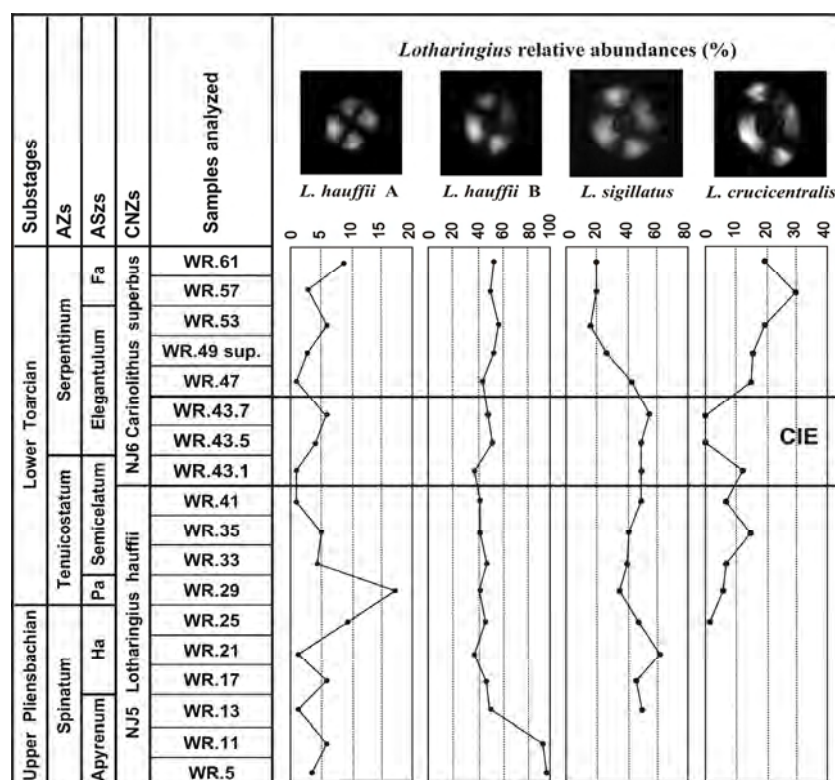 Lotharingius relative abundances (%)
L. hauffii A
L. hauffii B
L. sigillatus
L. crucicentralis
Substages
AZs
ASzs
CNZs
Samples analyzed
0 5 10 15 20
0 20 40 60 80 100
0 20 40 60 80
0 10 20 30 40
Lower Toarcian
Upper Pliensbachian
Serpentinum
Tenuicostatum
Spinatum
Fa
Elegantulum
Semicelatum
Pa
Ha
Apyrenum
NJ6 Carinolithus superbus
NJ5 Lotharingius hauffii
WR.61
WR.57
WR.53
WR.49 sup.
WR.47
WR.43.7
WR.43.5
WR.43.1
WR.41
WR.35
WR.33
WR.29
WR.25
WR.21
WR.17
WR.13
WR.11
WR.5
CIE